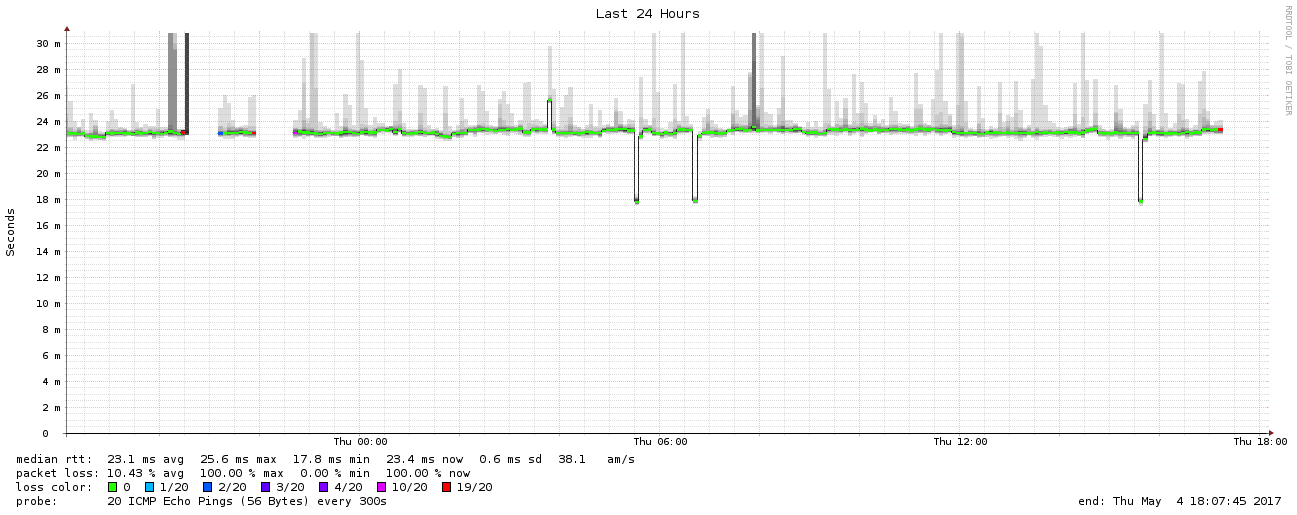 Last 24 Hours
RRDTOOL / TOBI OETIKER
Seconds
30 m
28 m
26 m
24 m
22 m
20 m
18 m
16 m
14 m
12 m
10 m
8 m
6 m
4 m
2 m
0
Thu 00:00 Thu 06:00 Thu 12:00 Thu 18:00
median rtt: 23.1 ms avg 25.6 ms max 17.8 ms min 23.4 ms now 0.6 ms sd 38.1 am/s
packet loss: 10.43 % avg 100.00 % max 0.00 % min 100.00 % now
loss color: 0 1/20 2/20 3/20 4/20 10/20 19/20
probe: 20 ICMP Echo Pings (56 Bytes) every 300s end: Thu May 4 18:07:45 2017